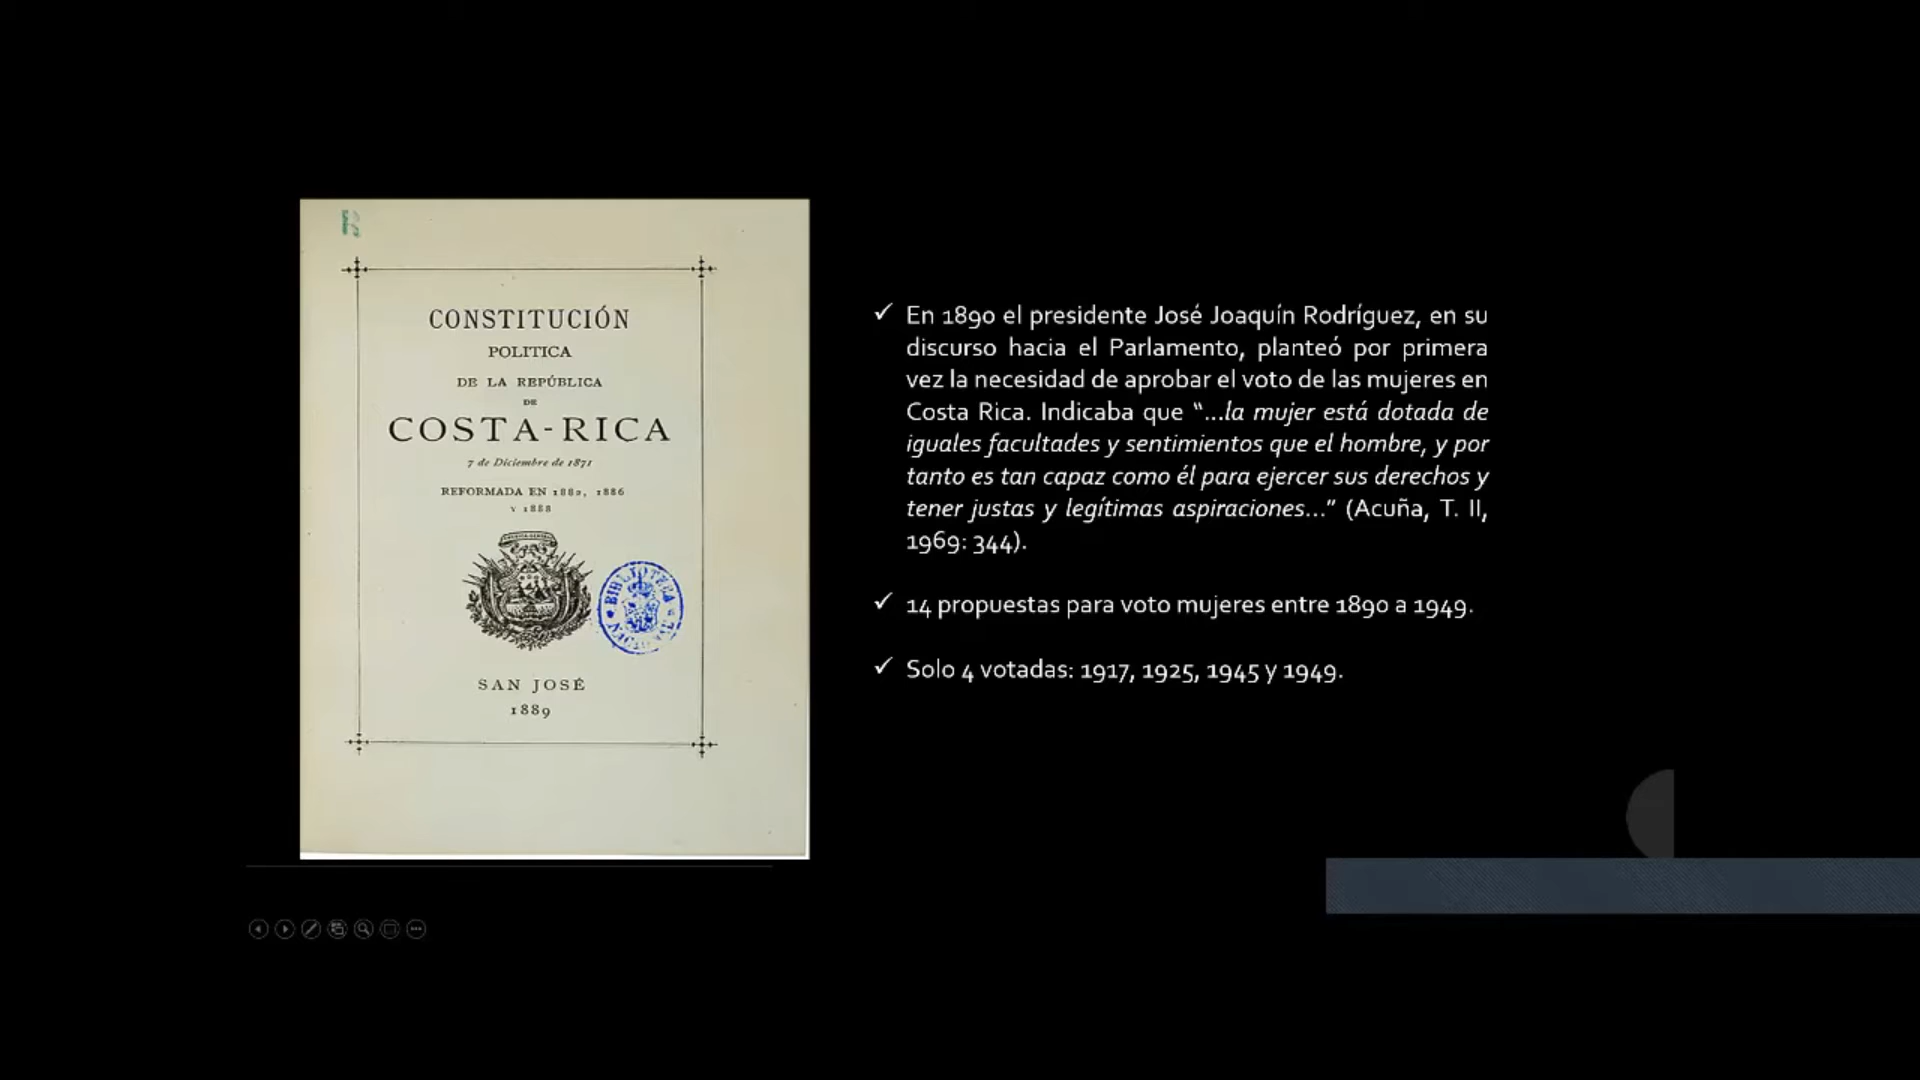 CONSTITUCIÓN
POLITICA
DE LA REPÚBLICA
DE
COSTA-RICA
7 de Diciembre de 1871
REFORMADA EN 1882, 1886
Y 1888
BIBLIOTECA
SAN JOSÉ
1889
✓ En 1890 el presidente José Joaquín Rodríguez, en su
discurso hacia el Parlamento, planteó por primera
vez la necesidad de aprobar el voto de las mujeres en
Costa Rica. Indicaba que “...la mujer está dotada de
iguales facultades y sentimientos que el hombre, y por
tanto es tan capaz como él para ejercer sus derechos y
tener justas y legítimas aspiraciones...” (Acuña, T. II,
1969: 344).
✓ 14 propuestas para voto mujeres entre 1890 a 1949.
✓ Solo 4 votadas: 1917, 1925, 1945 y 1949.